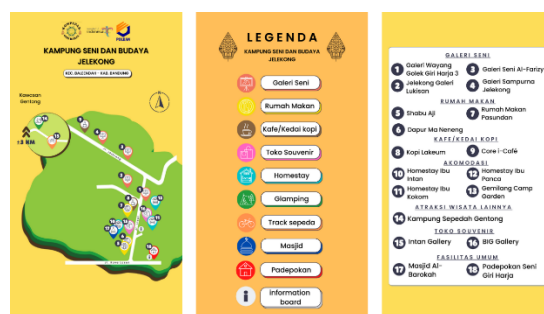 KAMPUNG SENI DAN BUDAYA
JELEKONG
KEC. BALEENDAH - KAB. BANDUNG
Kawasan
Gentong
±3 KM
LEGENDA
KAMPUNG SENI DAN BUDAYA
JELEKONG
Galeri Seni
Rumah Makan
Kafe/Kedai kopi
Toko Souvenir
Homestay
Glamping
Track sepeda
Masjid
Padepokan
Information
board
GALERI SENI
1 Galeri Wayang
Golek Giri Harja 3
2 Jelekong Galeri
Lukisan
3 Galeri Seni Al-Farizy
4 Galeri Sampurna
Jelekong
RUMAH MAKAN
5 Shabu Aji
6 Dapur Ma Neneng
7 Rumah Makan
Pasundan
KAFE/KEDAI KOPI
8 Kopi Lakeum
9 Core i-Café
AKOMODASI
10 Homestay Ibu
Intan
11 Homestay Ibu
Kokom
12 Homestay Ibu
Panca
13 Gemilang Camp
Garden
ATRAKSI WISATA LAINNYA
14 Kampung Sepedah Gentong
TOKO SOUVENIR
15 Intan Gallery
16 BIG Gallery
FASILITAS UMUM
17 Masjid Al-
Barokah
18 Padepokan Seni
Giri Harja